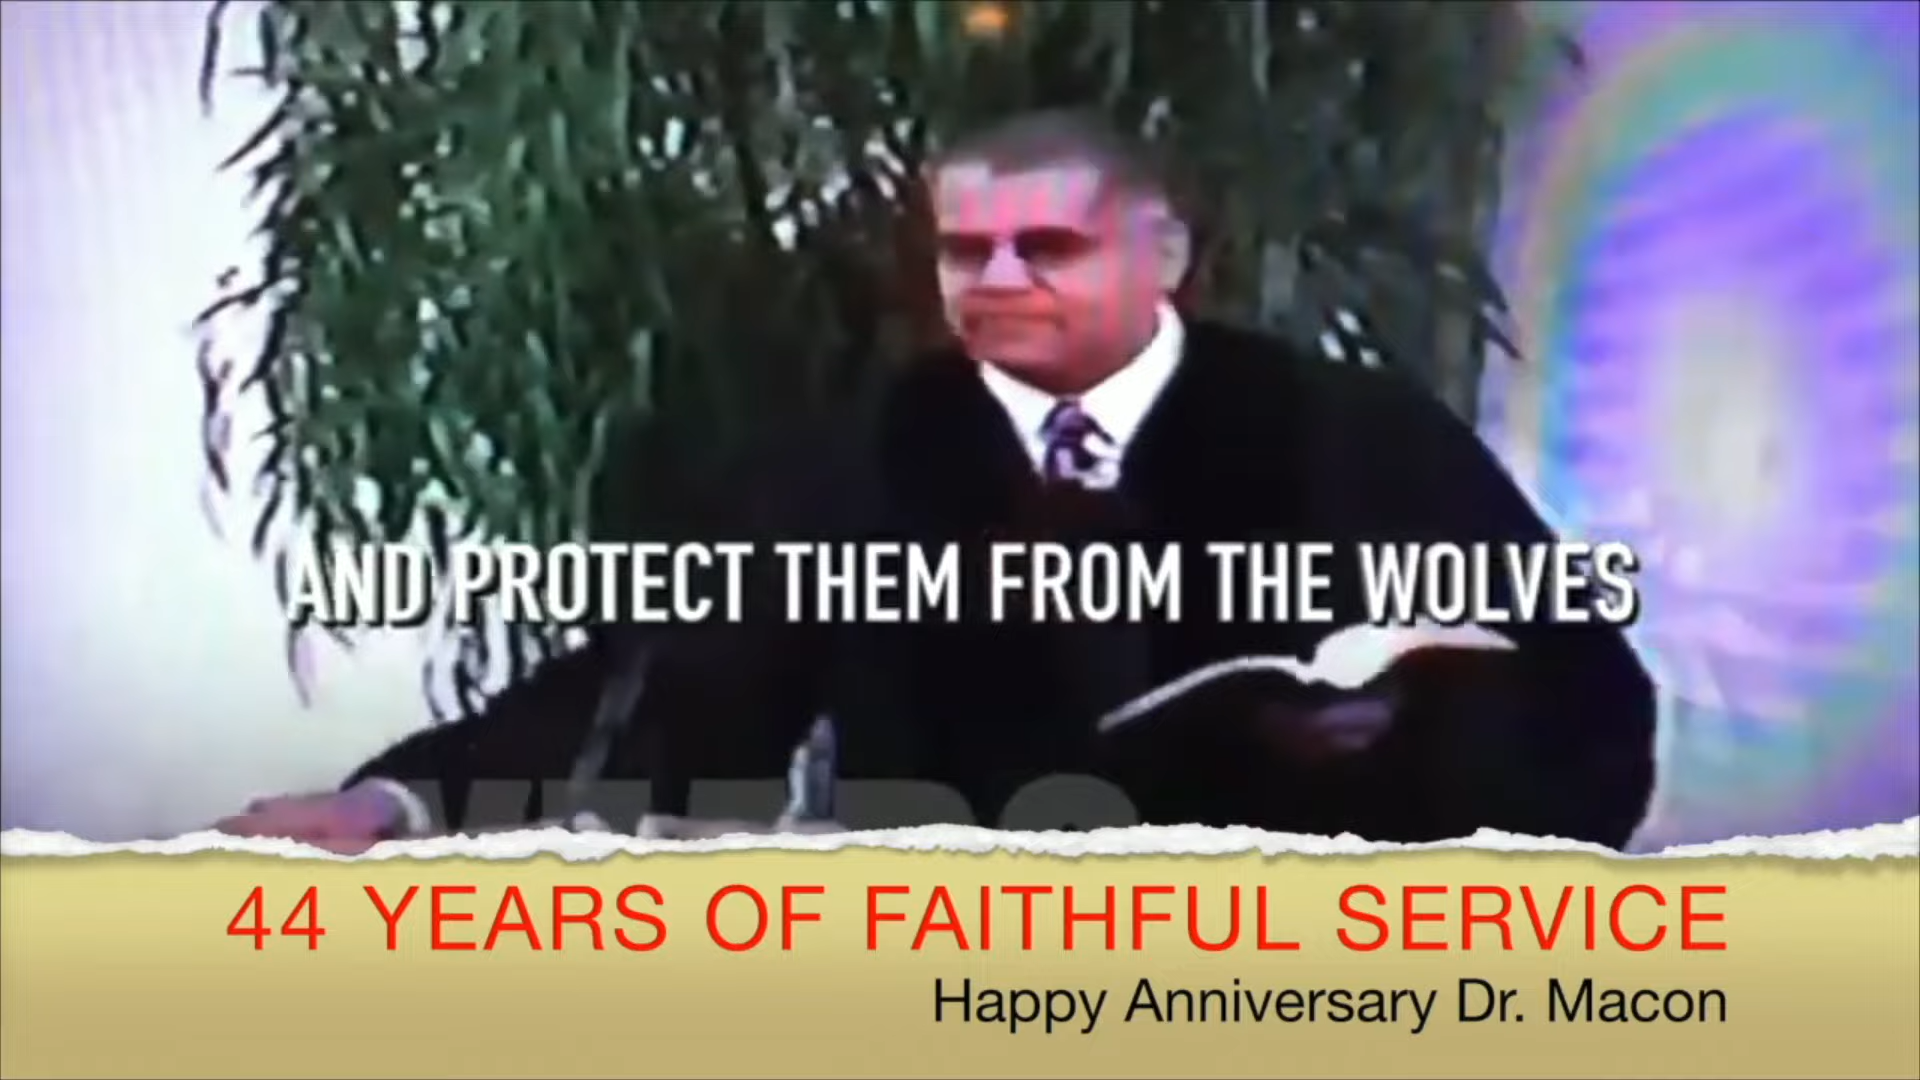 AND PROTECT THEM FROM THE WOLVES
44 YEARS OF FAITHFUL SERVICE
Happy Anniversary Dr. Macon